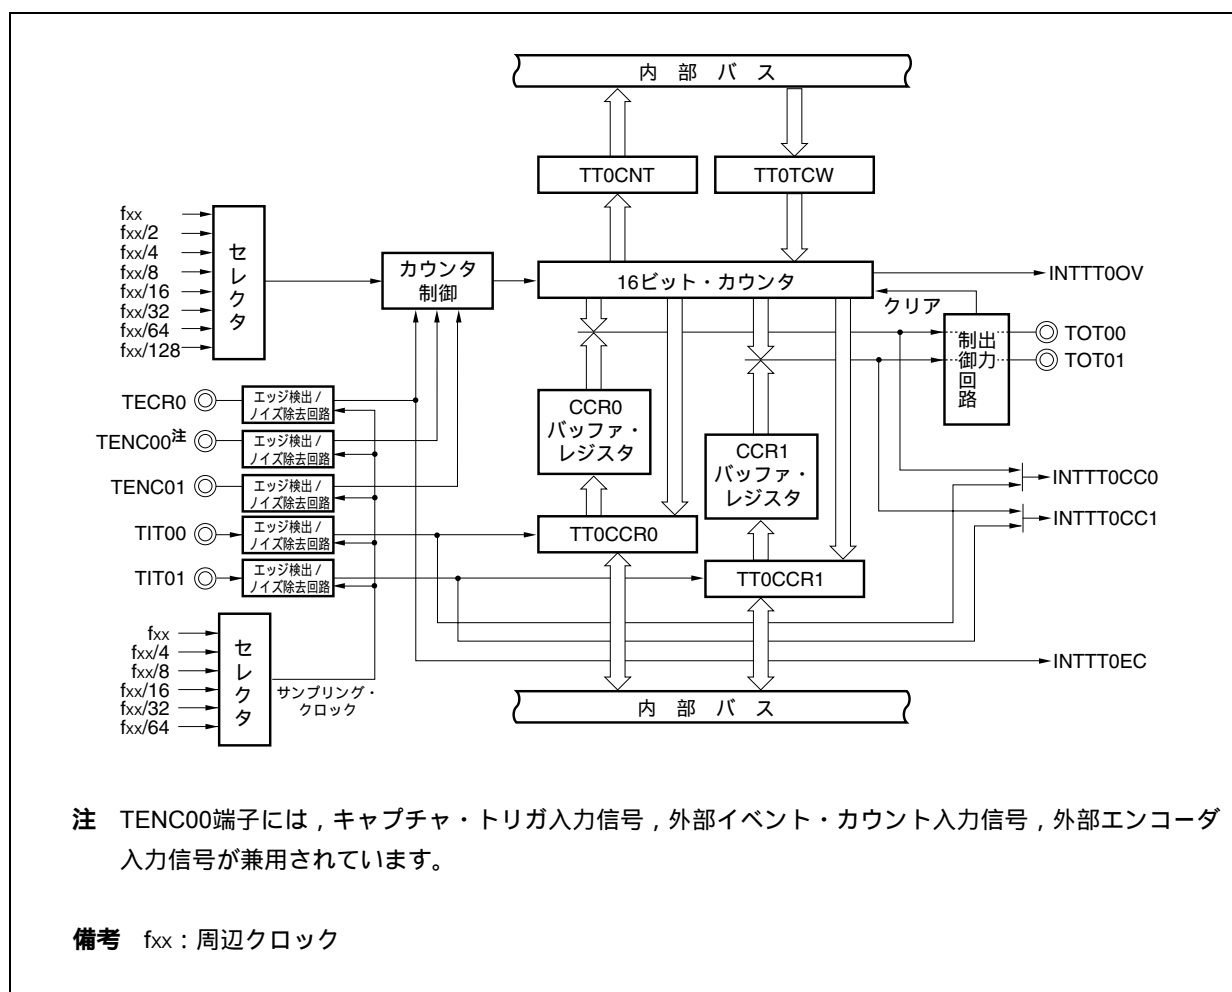 内 部 バ ス
TT0CNT
TT0TCW
fxx
fxx/2
fxx/4
fxx/8
fxx/16
fxx/32
fxx/64
fxx/128
セレクタ
カウンタ
制御
16ビット・カウンタ
INTTT0OV
クリア
制御出力回路
TOT00
TOT01
TECR0
エッジ検出 /
ノイズ除去回路
TENC00注
エッジ検出 /
ノイズ除去回路
TENC01
エッジ検出 /
ノイズ除去回路
TIT00
エッジ検出 /
ノイズ除去回路
TIT01
エッジ検出 /
ノイズ除去回路
CCR0
バッファ・
レジスタ
CCR1
バッファ・
レジスタ
INTTT0CC0
INTTT0CC1
TT0CCR0
TT0CCR1
fxx
fxx/4
fxx/8
fxx/16
fxx/32
fxx/64
セレクタ
サンプリング・
クロック
INTTT0EC
内 部 バ ス
注 TENC00端子には，キャプチャ・トリガ入力信号，外部イベント・カウント入力信号，外部エンコーダ
入力信号が兼用されています。
備考 fxx：周辺クロック